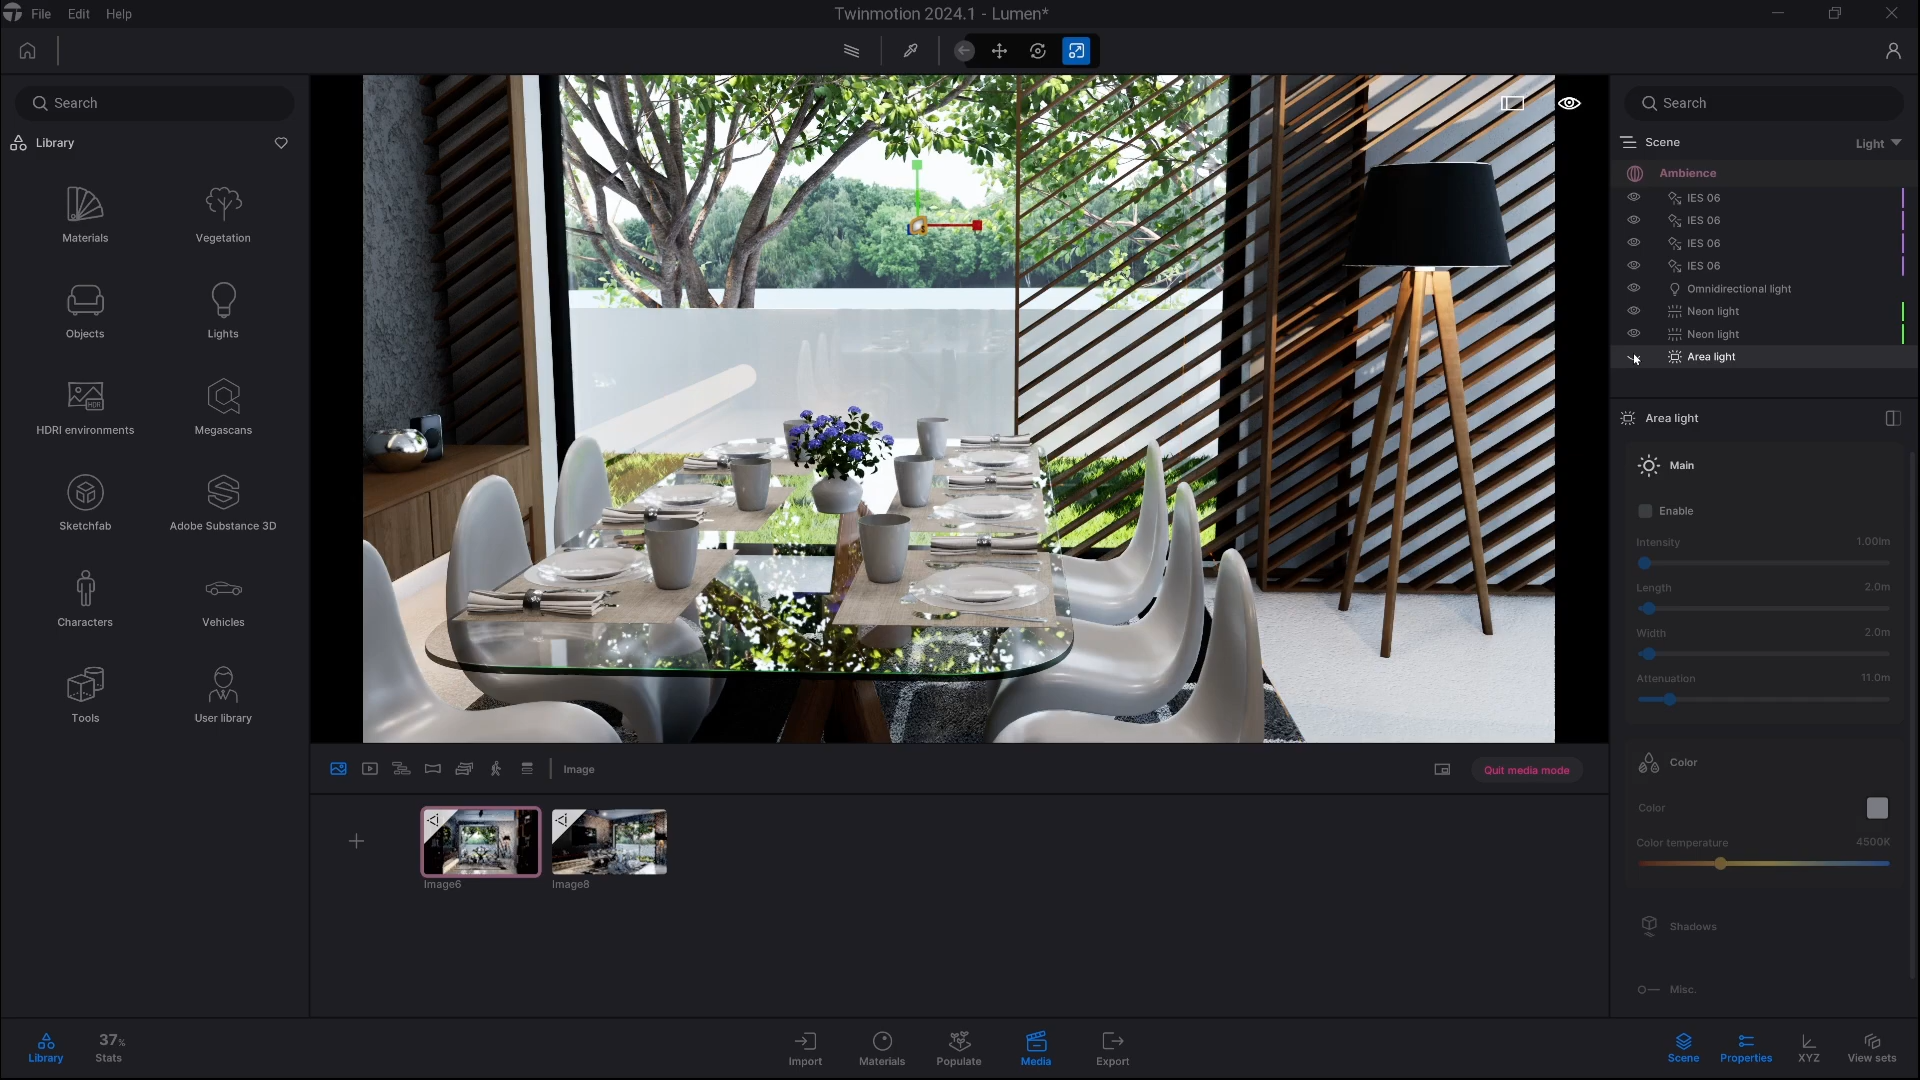 File Edit Help
Twinmotion 2024.1 - Lumen*
Search
Library
Materials
Vegetation
Objects
Lights
HDR
HDRI environments
Megascans
Sketchfab
Adobe Substance 3D
Characters
Vehicles
Tools
User library
Search
Scene
Light
Ambience
IES 06
IES 06
IES 06
IES 06
Omnidirectional light
Neon light
Neon light
Area light
Area light
Main
Enable
Intensity 1.00lm
Length 2.0m
Width 2.0m
Attenuation 11.0m
Color
Color
Color temperature 4500K
Shadows
Misc.
Image
Quit media mode
Image6
Image8
Library
37%
Stats
Import
Materials
Populate
Media
Export
Scene
Properties
XYZ
View sets